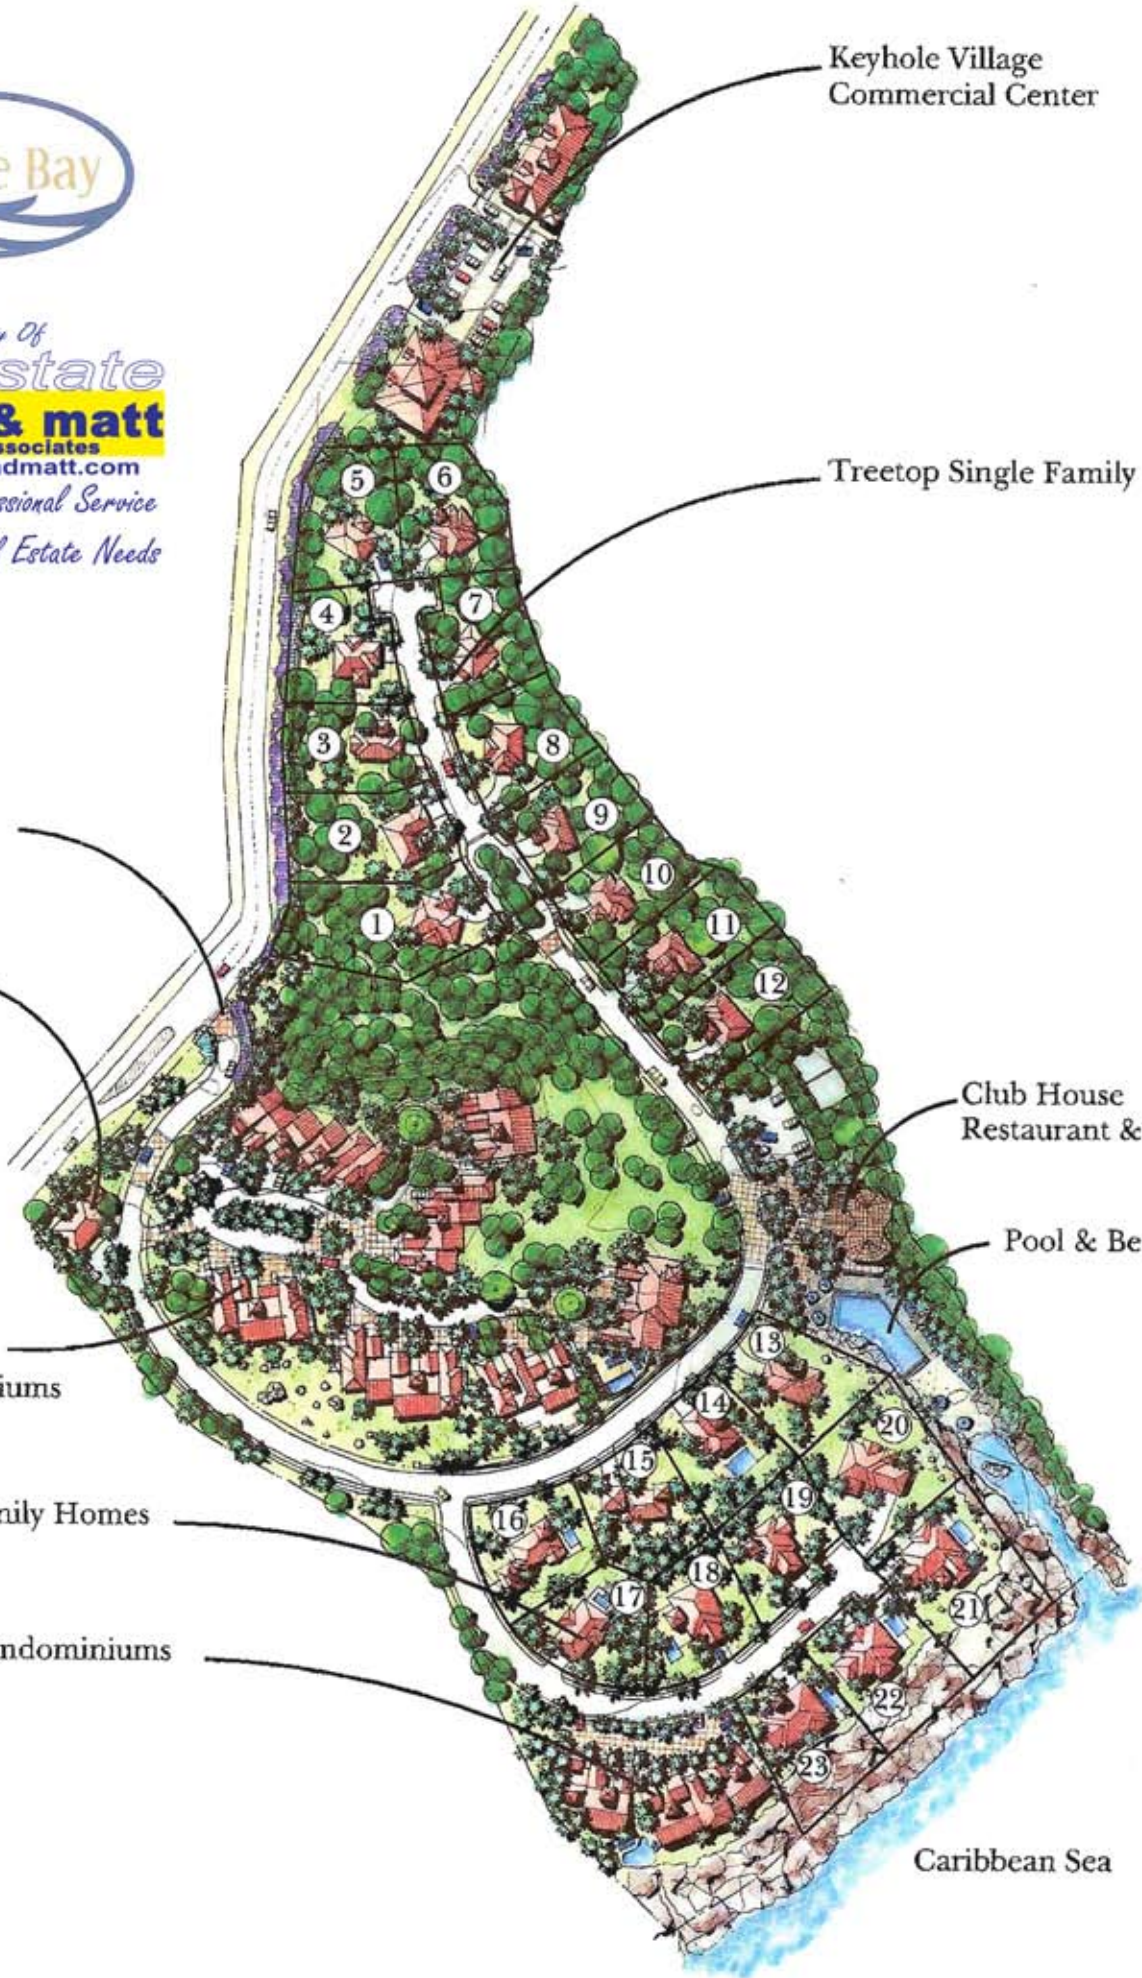 e Bay
y Of
state
& matt
ssociates
dmatt.com
ssional Service
l Estate Needs
Keyhole Village
Commercial Center
Treetop Single Family
Club House
Restaurant &
Pool & Be
iums
nily Homes
ndominiums
Caribbean Sea
5
6
4
7
3
8
2
9
10
1
11
12
13
14
20
15
19
16
18
17
21
22
23